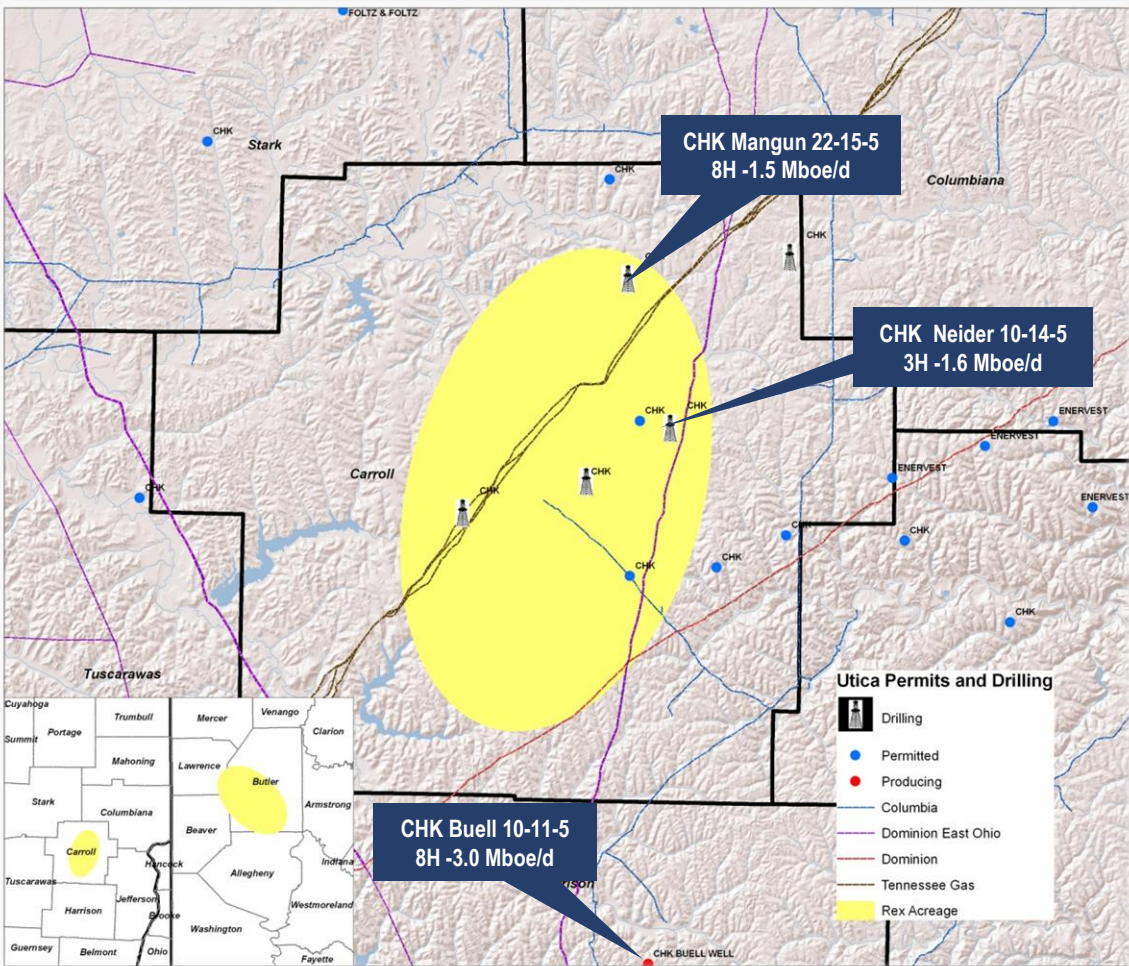 FOLTZ & FOLTZ
CHK
Stark
CHK
CHK Mangun 22-15-5
8H -1.5 Mboe/d
Columbiana
CHK
CHK Neider 10-14-5
3H -1.6 Mboe/d
CHK
CHK
ENERVEST
ENERVEST
Carroll
CHK
CHK
ENERVEST
CHK
ENERVEST
CHK
CHK
CHK
CHK
CHK
Tuscarawas
Utica Permits and Drilling
Drilling
Permitted
Producing
Columbia
Dominion East Ohio
Dominion
Tennessee Gas
Rex Acreage
CHK Buell 10-11-5
8H -3.0 Mboe/d
CHK BUELL WELL
Cuyahoga
Trumbull
Mercer
Venango
Summit
Portage
Clarion
Mahoning
Lawrence
Butler
Stark
Columbiana
Armstrong
Beaver
Carroll
Hancock
Allegheny
Indiana
Tuscarawas
Jefferson
Harrison
Brooke
Westmoreland
Washington
Guernsey
Belmont
Ohio
Fayette